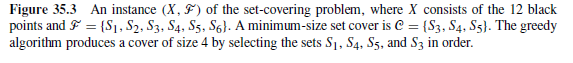 Figure 35.3 An instance (X, ℱ) of the set-covering problem, where X consists of the 12 black
points and ℱ = {S₁, S₂, S₃, S₄, S₅, S₆}. A minimum-size set cover is 𝒞 = {S₃, S₄, S₅}. The greedy
algorithm produces a cover of size 4 by selecting the sets S₁, S₄, S₅, and S₃ in order.